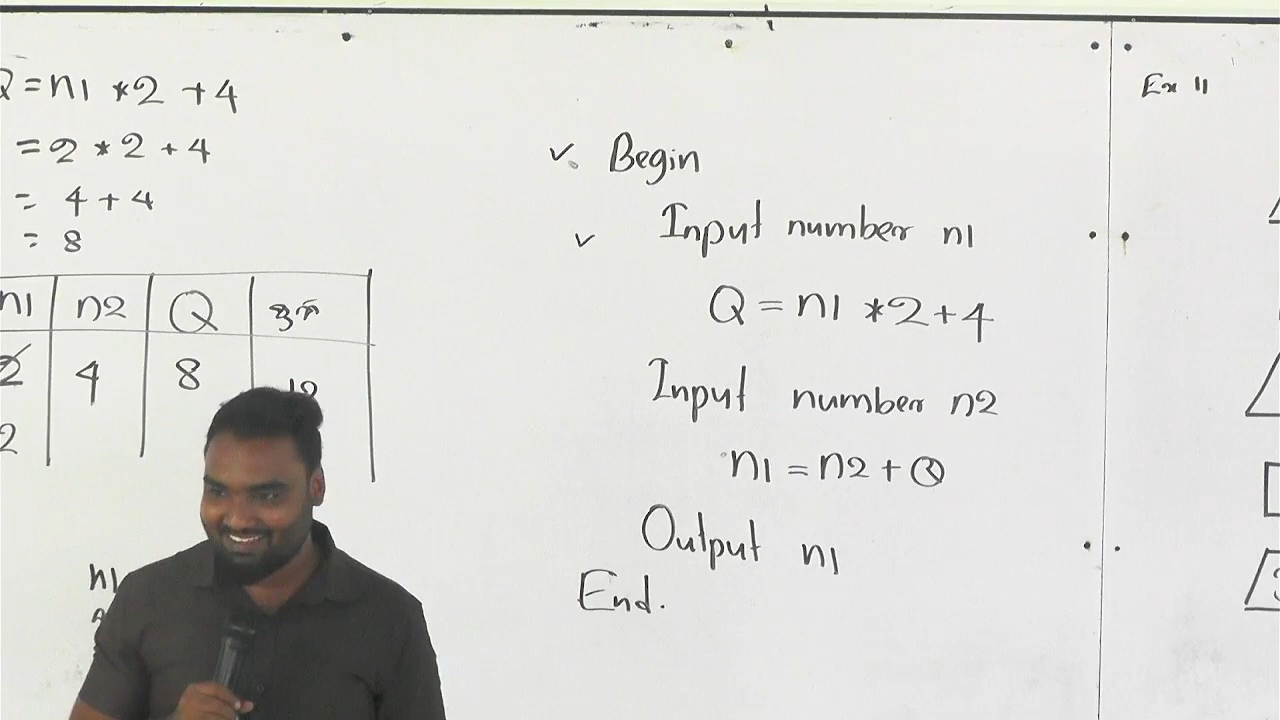 Q = n1 * 2 + 4
= 2 * 2 + 4
= 4 + 4
= 8
n1 n2 Q
2 4 8
2
n1
✓ Begin
✓ Input number n1
Q = n1 * 2 + 4
Input number n2
n1 = n2 + Q
Output n1
End.
Ex 11